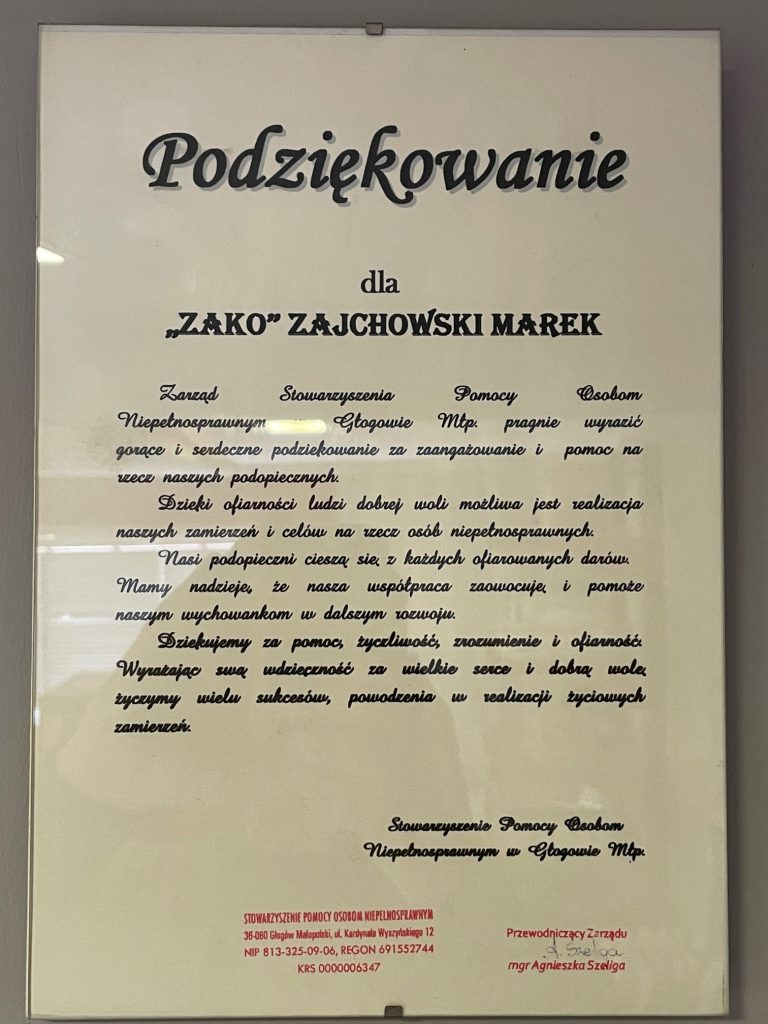 Podziękowanie
dla
„ZAKO” ZAJCHOWSKI MAREK
Zarząd Stowarzyszenia Pomocy Osobom
Niepełnosprawnym w Głogowie Młp. pragnie wyrazić
gorące i serdeczne podziękowanie za zaangażowanie i pomoc na
rzecz naszych podopiecznych.
Dzięki ofiarności ludzi dobrej woli możliwa jest realizacja
naszych zamierzeń i celów na rzecz osób niepełnosprawnych.
Nasi podopieczni cieszą się z każdych ofiarowanych darów.
Mamy nadzieję, że nasza współpraca zaowocuję i pomoże
naszym wychowankom w dalszym rozwoju.
Dziękujemy za pomoc, życzliwość, zrozumienie i ofiarność.
Wyrażając swą wdzięczność za wielkie serce i dobrą wolę
życzymy wielu sukcesów, powodzenia w realizacji życiowych
zamierzeń.
Stowarzyszenie Pomocy Osobom
Niepełnosprawnym w Głogowie Młp.
STOWARZYSZENIE POMOCY OSOBOM NIEPEŁNOSPRAWNYM
36-060 Głogów Małopolski, ul. Kardynała Wyszyńskiego 12
NIP 813-325-09-06, REGON 691552744
KRS 0000006347
Przewodniczący Zarządu
A. Szeliga
mgr Agnieszka Szeliga